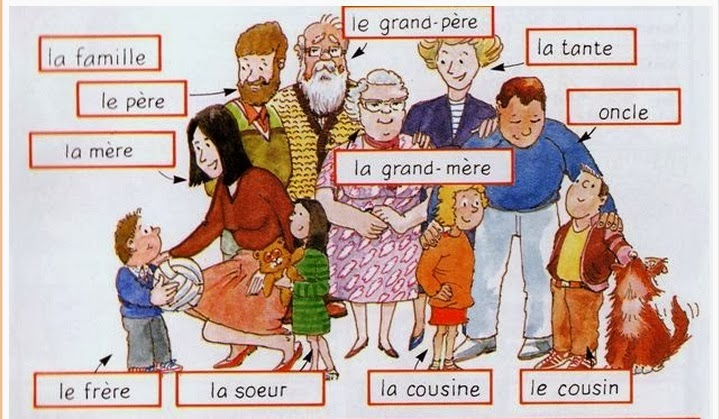 le grand-père
la famille
la tante
le père
oncle
la mère
la grand-mère
le frère
la soeur
la cousine
le cousin